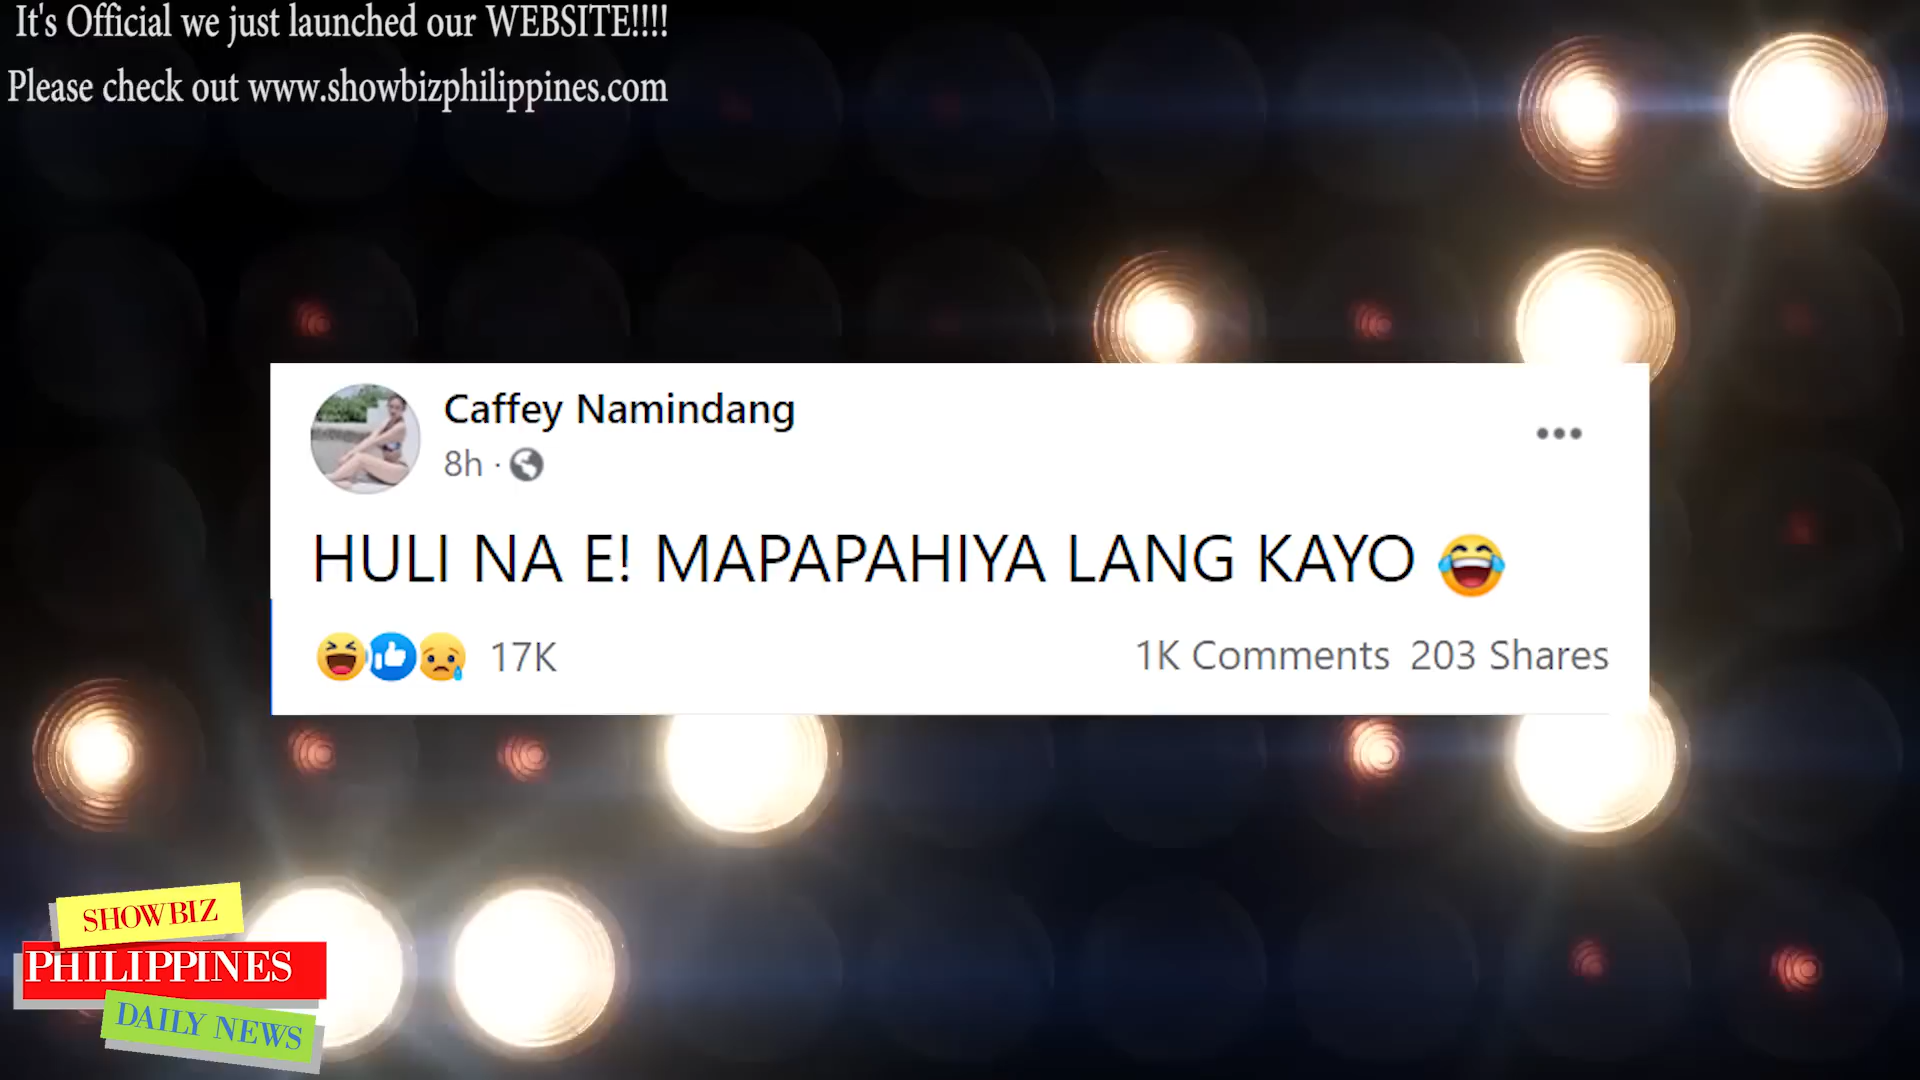 It's Official we just launched our WEBSITE!!!!
Please check out www.showbizphilippines.com
Caffey Namindang
8h ·
HULI NA E! MAPAPAHIYA LANG KAYO 😂
17K
1K Comments 203 Shares
SHOWBIZ
PHILIPPINES
DAILY NEWS